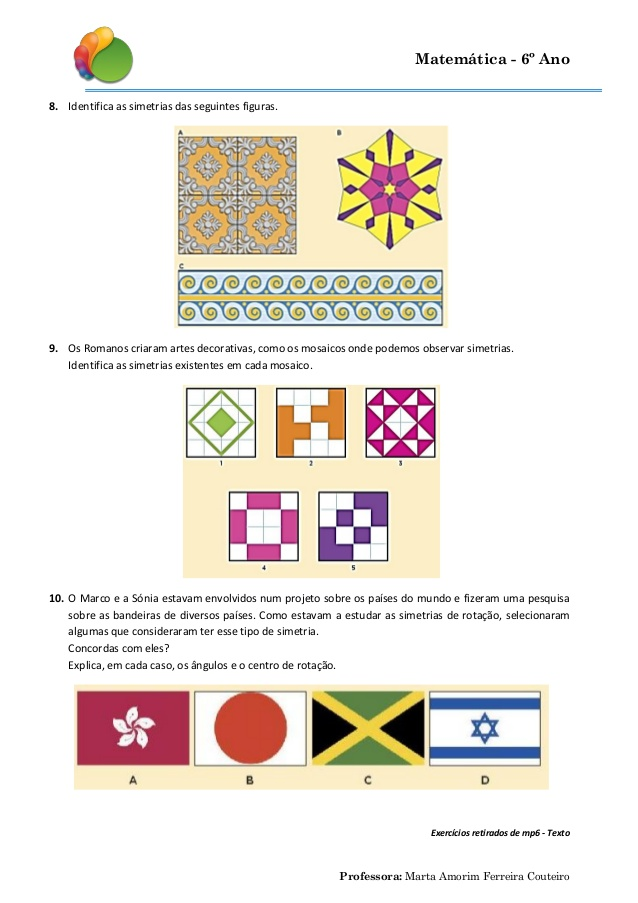 Matemática - 6º Ano
8. Identifica as simetrias das seguintes figuras.
A
B
C
9. Os Romanos criaram artes decorativas, como os mosaicos onde podemos observar simetrias.
Identifica as simetrias existentes em cada mosaico.
1
2
3
4
5
10. O Marco e a Sónia estavam envolvidos num projeto sobre os países do mundo e fizeram uma pesquisa
sobre as bandeiras de diversos países. Como estavam a estudar as simetrias de rotação, selecionaram
algumas que consideraram ter esse tipo de simetria.
Concordas com eles?
Explica, em cada caso, os ângulos e o centro de rotação.
A
B
C
D
Exercícios retirados de mp6 - Texto
Professora: Marta Amorim Ferreira Couteiro